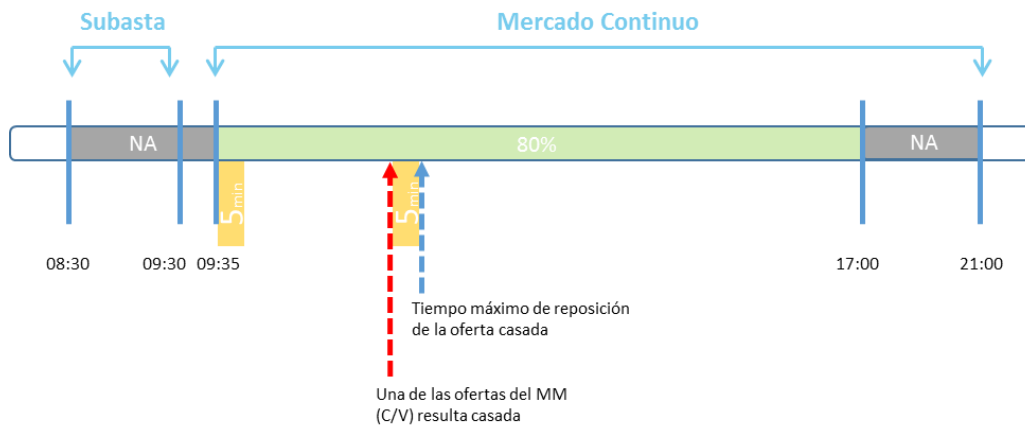 Subasta
Mercado Continuo
NA
80%
NA
5min
5min
08:30
09:30
09:35
17:00
21:00
Tiempo máximo de reposición
de la oferta casada
Una de las ofertas del MM
(C/V) resulta casada